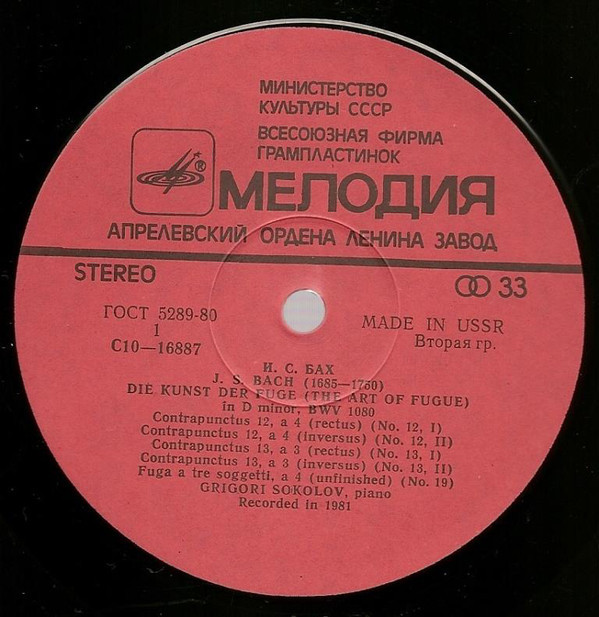 МИНИСТЕРСТВО
КУЛЬТУРЫ СССР
ВСЕСОЮЗНАЯ ФИРМА
ГРАМПЛАСТИНОК
®
МЕЛОДИЯ
АПРЕЛЕВСКИЙ ОРДЕНА ЛЕНИНА ЗАВОД
STEREO
33
ГОСТ 5289-80
1
С10—16887
MADE IN USSR
Вторая гр.
И. С. БАХ
J. S. BACH (1685—1750)
DIE KUNST DER FUGE (THE ART OF FUGUE)
in D minor, BWV 1080
Contrapunctus 12, a 4 (rectus) (No. 12, I)
Contrapunctus 12, a 4 (inversus) (No. 12, II)
Contrapunctus 13, a 3 (rectus) (No. 13, I)
Contrapunctus 13, a 3 (inversus) (No. 13, II)
Fuga a tre soggetti, a 4 (unfinished) (No. 19)
GRIGORI SOKOLOV, piano
Recorded in 1981